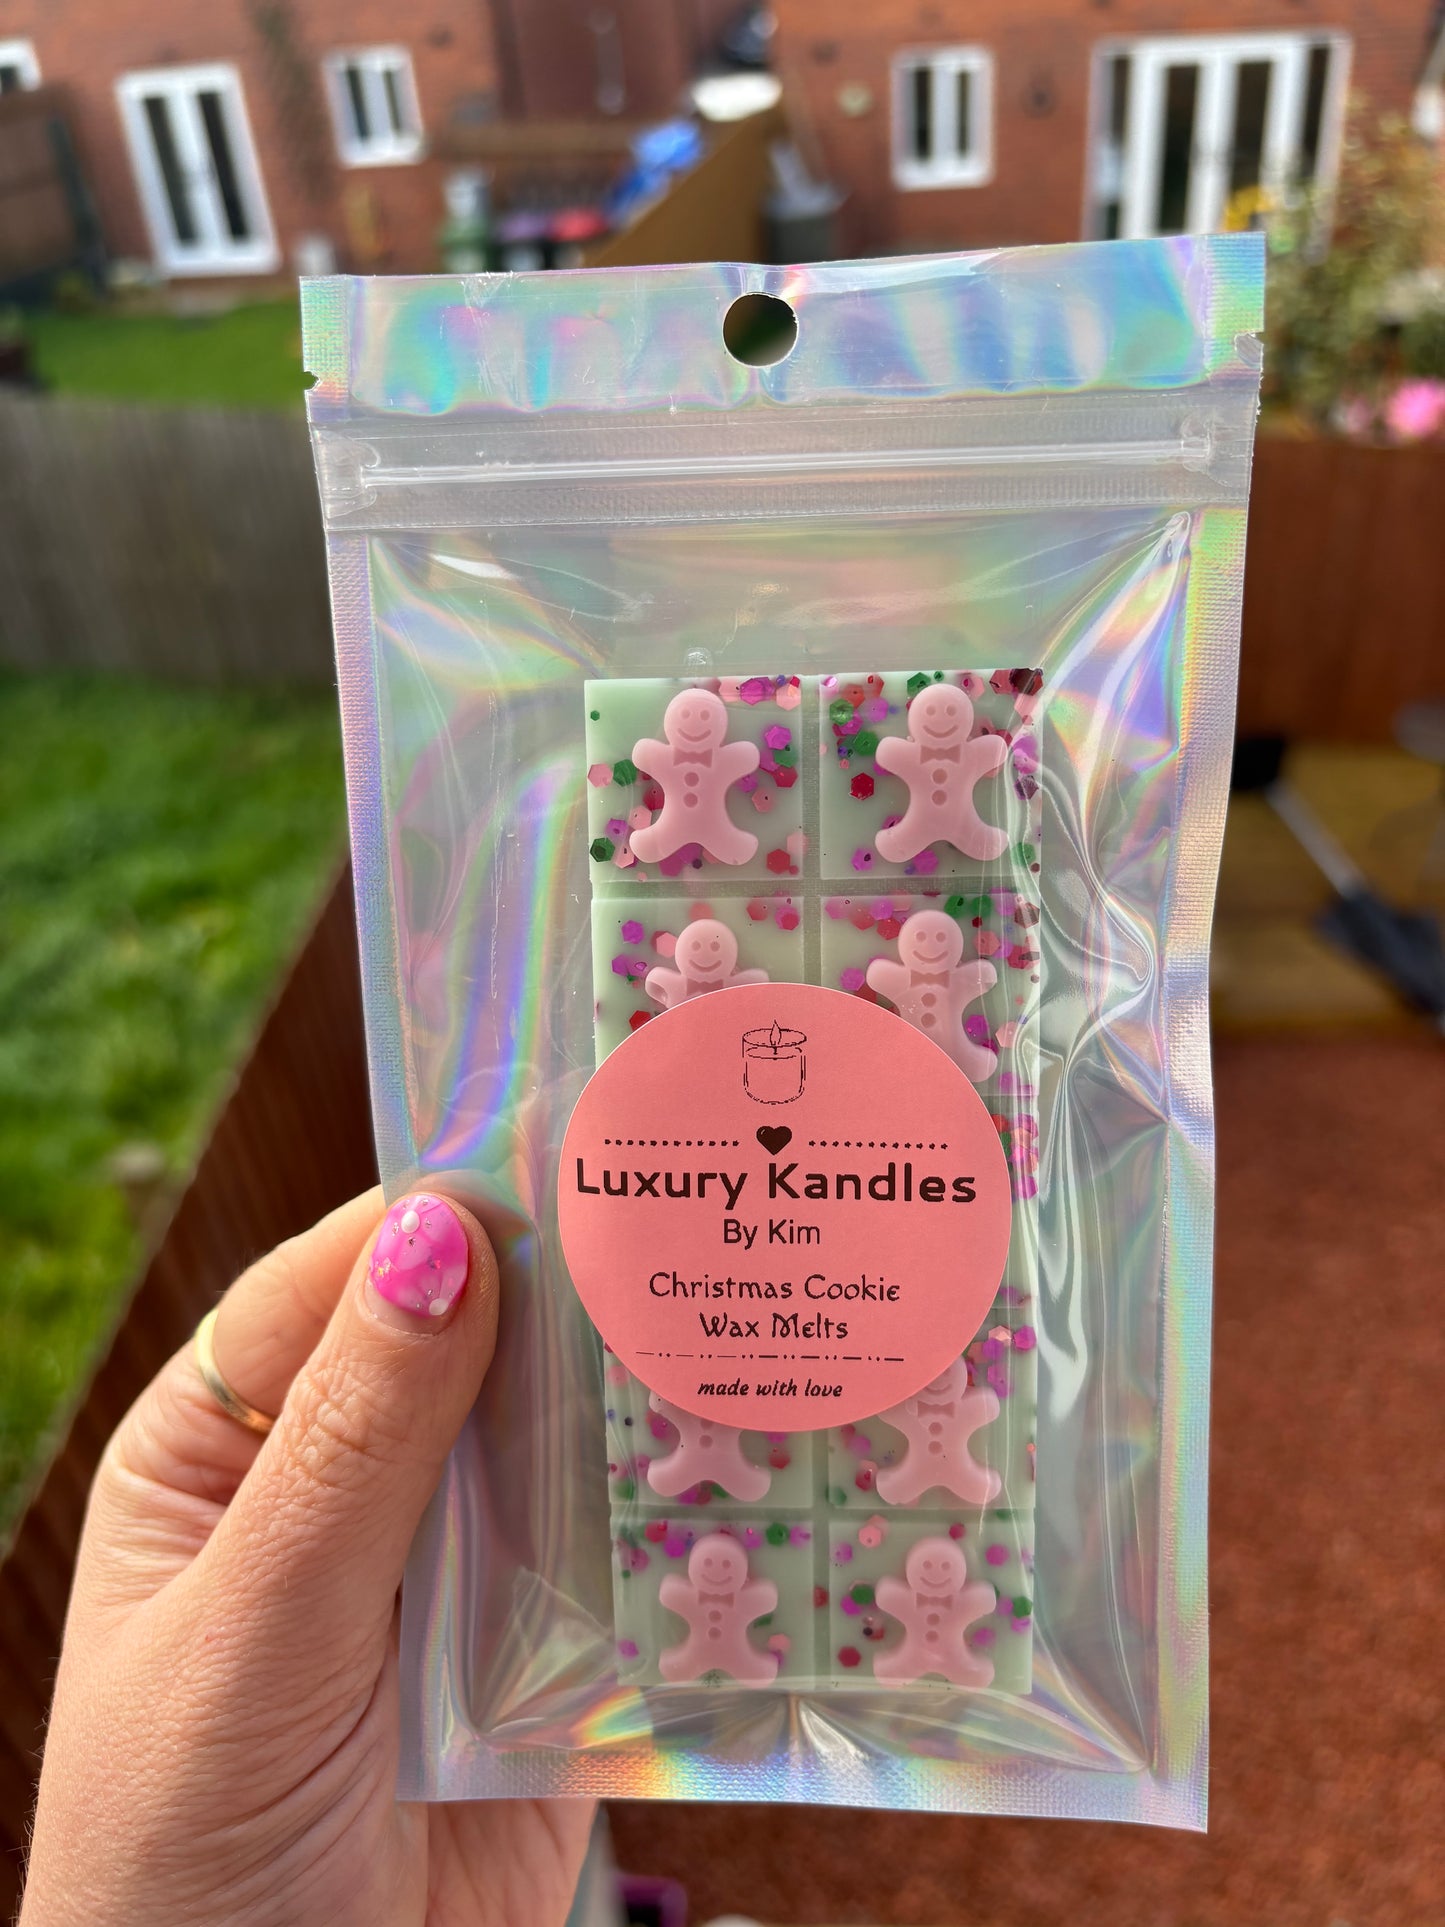 Luxury Kandles
By Kim
Christmas Cookie
Wax Melts
made with love